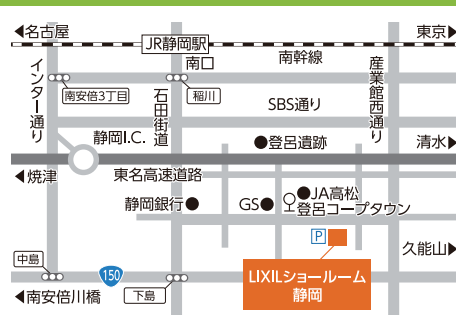 ◀名古屋
東京▶
JR静岡駅
南口
南幹線
インター通り
南安倍3丁目
石田街道
稲川
SBS通り
産業館西通り
静岡I.C.
●登呂遺跡
清水▶
◀焼津
東名高速道路
静岡銀行●
GS●
●JA高松
登呂コープタウン
P
久能山▶
中島
150
下島
LIXILショールーム
静岡
◀南安倍川橋